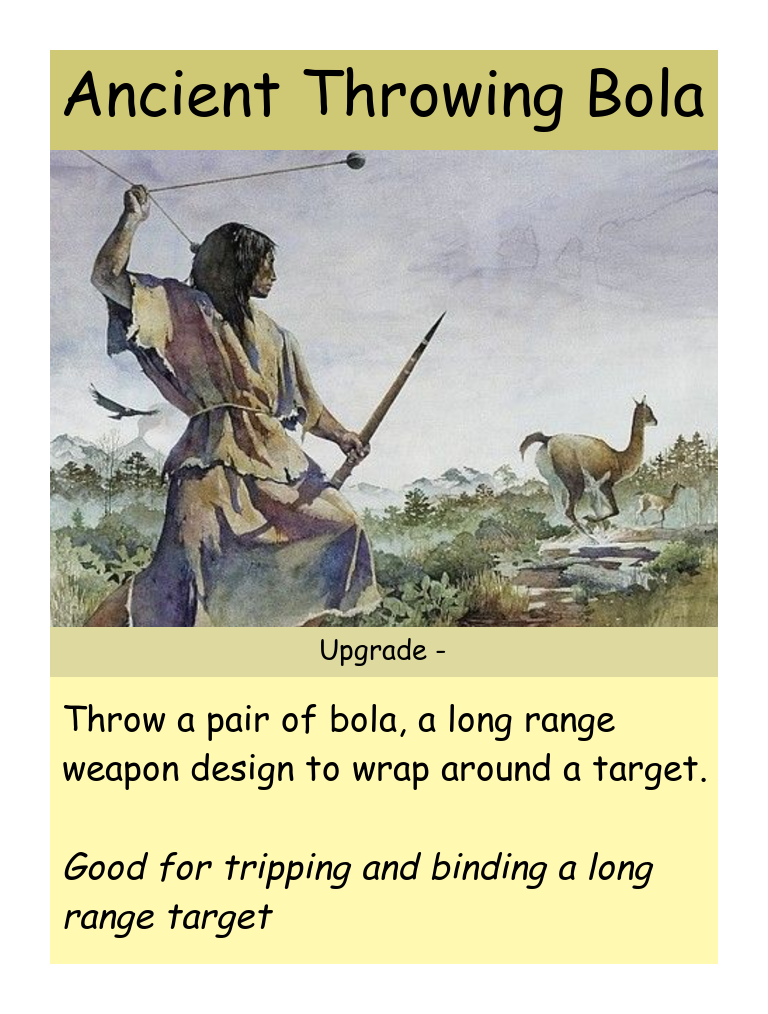 Ancient Throwing Bola
Upgrade -
Throw a pair of bola, a long range
weapon design to wrap around a target.
Good for tripping and binding a long
range target